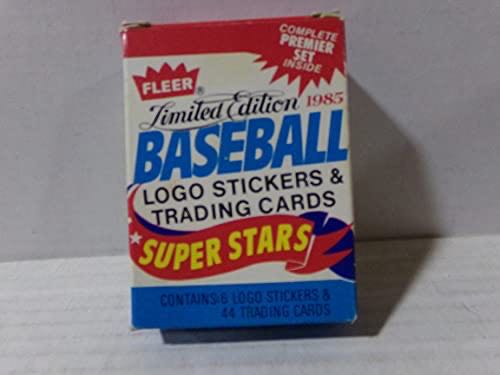 COMPLETE
PREMIER
SET
INSIDE
FLEER ®
Limited Edition 1985
BASEBALL
LOGO STICKERS &
TRADING CARDS
SUPER STARS
CONTAINS: 6 LOGO STICKERS &
44 TRADING CARDS